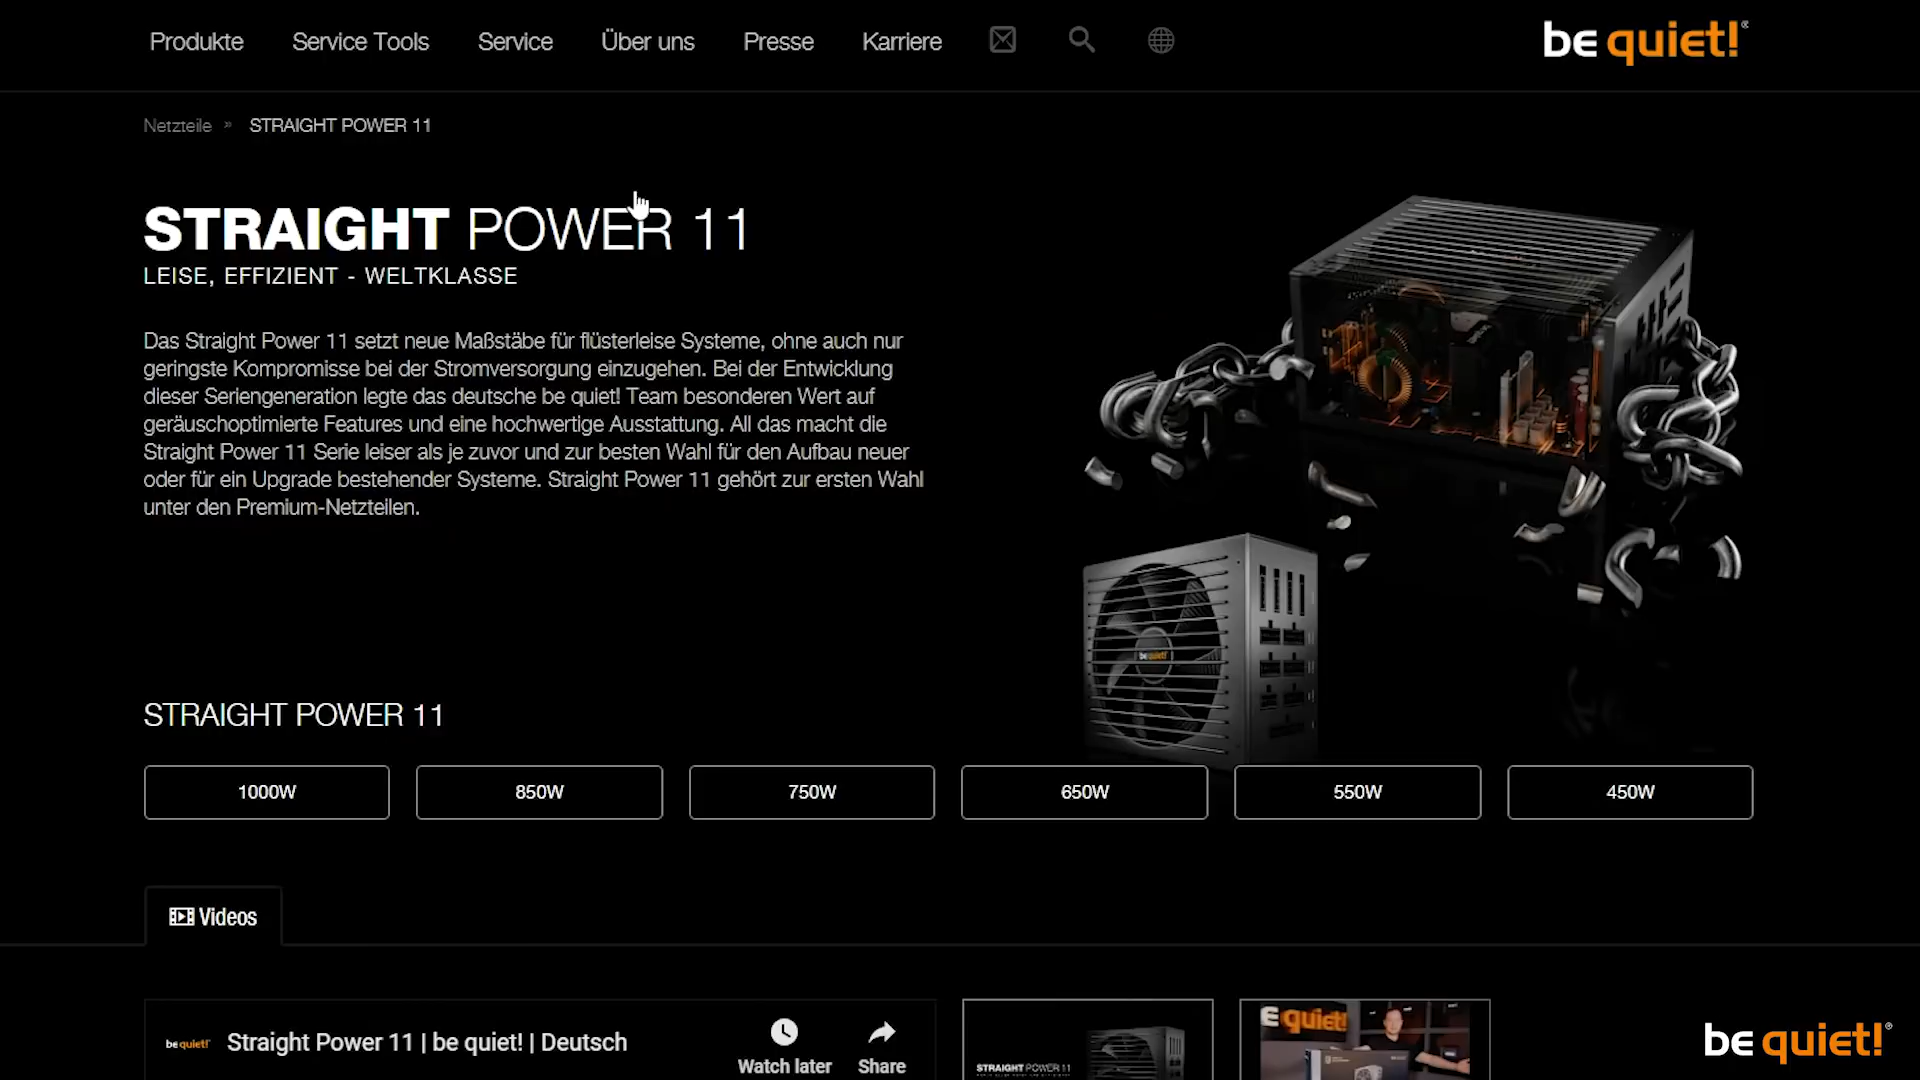 Produkte Service Tools Service Über uns Presse Karriere
be quiet!®
Netzteile » STRAIGHT POWER 11
STRAIGHT POWER 11
LEISE, EFFIZIENT - WELTKLASSE
Das Straight Power 11 setzt neue Maßstäbe für flüsterleise Systeme, ohne auch nur
geringste Kompromisse bei der Stromversorgung einzugehen. Bei der Entwicklung
dieser Seriengeneration legte das deutsche be quiet! Team besonderen Wert auf
geräuschoptimierte Features und eine hochwertige Ausstattung. All das macht die
Straight Power 11 Serie leiser als je zuvor und zur besten Wahl für den Aufbau neuer
oder für ein Upgrade bestehender Systeme. Straight Power 11 gehört zur ersten Wahl
unter den Premium-Netzteilen.
be quiet!
STRAIGHT POWER 11
1000W 850W 750W 650W 550W 450W
Videos
be quiet! Straight Power 11 | be quiet! | Deutsch
Watch later Share
STRAIGHT POWER 11
e quiet!
be quiet!®